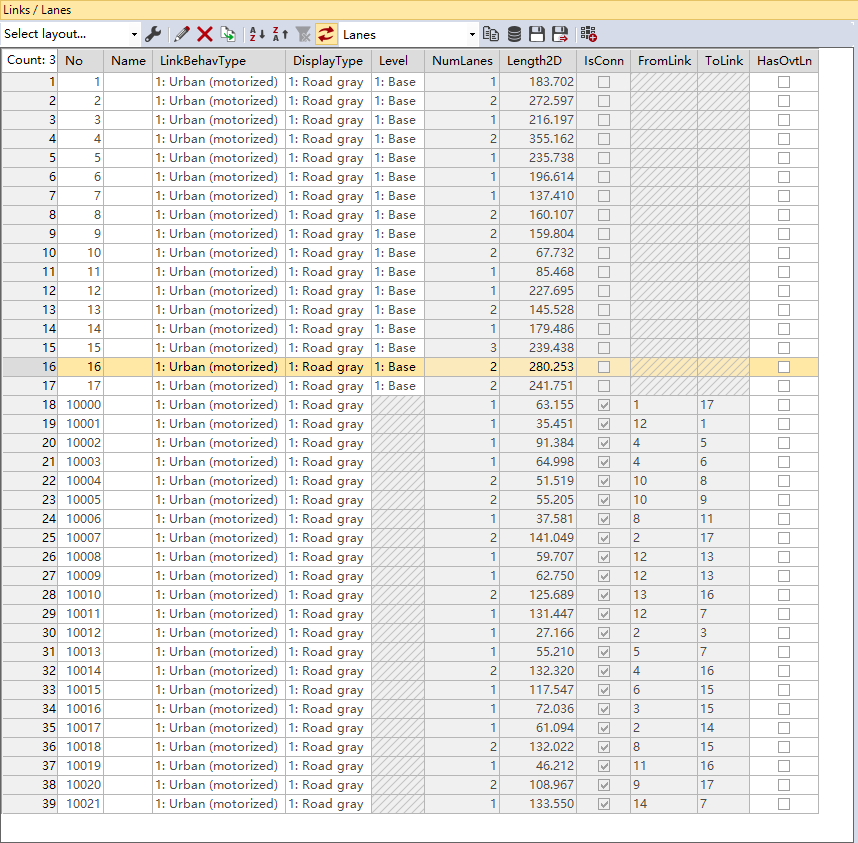 Links / Lanes
Select layout... Lanes
Count: 3 No Name LinkBehavType DisplayType Level NumLanes Length2D IsConn FromLink ToLink HasOvtLn
1 1 1: Urban (motorized) 1: Road gray 1: Base 1 183.702
2 2 1: Urban (motorized) 1: Road gray 1: Base 2 272.597
3 3 1: Urban (motorized) 1: Road gray 1: Base 1 216.197
4 4 1: Urban (motorized) 1: Road gray 1: Base 2 355.162
5 5 1: Urban (motorized) 1: Road gray 1: Base 1 235.738
6 6 1: Urban (motorized) 1: Road gray 1: Base 1 196.614
7 7 1: Urban (motorized) 1: Road gray 1: Base 1 137.410
8 8 1: Urban (motorized) 1: Road gray 1: Base 2 160.107
9 9 1: Urban (motorized) 1: Road gray 1: Base 2 159.804
10 10 1: Urban (motorized) 1: Road gray 1: Base 2 67.732
11 11 1: Urban (motorized) 1: Road gray 1: Base 1 85.468
12 12 1: Urban (motorized) 1: Road gray 1: Base 1 227.695
13 13 1: Urban (motorized) 1: Road gray 1: Base 2 145.528
14 14 1: Urban (motorized) 1: Road gray 1: Base 1 179.486
15 15 1: Urban (motorized) 1: Road gray 1: Base 3 239.438
16 16 1: Urban (motorized) 1: Road gray 1: Base 2 280.253
17 17 1: Urban (motorized) 1: Road gray 1: Base 2 241.751
18 10000 1: Urban (motorized) 1: Road gray 1 63.155 1 17
19 10001 1: Urban (motorized) 1: Road gray 1 35.451 12 1
20 10002 1: Urban (motorized) 1: Road gray 1 91.384 4 5
21 10003 1: Urban (motorized) 1: Road gray 1 64.998 4 6
22 10004 1: Urban (motorized) 1: Road gray 2 51.519 10 8
23 10005 1: Urban (motorized) 1: Road gray 2 55.205 10 9
24 10006 1: Urban (motorized) 1: Road gray 1 37.581 8 11
25 10007 1: Urban (motorized) 1: Road gray 2 141.049 2 17
26 10008 1: Urban (motorized) 1: Road gray 1 59.707 12 13
27 10009 1: Urban (motorized) 1: Road gray 1 62.750 12 13
28 10010 1: Urban (motorized) 1: Road gray 2 125.689 13 16
29 10011 1: Urban (motorized) 1: Road gray 1 131.447 12 7
30 10012 1: Urban (motorized) 1: Road gray 1 27.166 2 3
31 10013 1: Urban (motorized) 1: Road gray 1 55.210 5 7
32 10014 1: Urban (motorized) 1: Road gray 2 132.320 4 16
33 10015 1: Urban (motorized) 1: Road gray 1 117.547 6 15
34 10016 1: Urban (motorized) 1: Road gray 1 72.036 3 15
35 10017 1: Urban (motorized) 1: Road gray 1 61.094 2 14
36 10018 1: Urban (motorized) 1: Road gray 2 132.022 8 15
37 10019 1: Urban (motorized) 1: Road gray 1 46.212 11 16
38 10020 1: Urban (motorized) 1: Road gray 2 108.967 9 17
39 10021 1: Urban (motorized) 1: Road gray 1 133.550 14 7